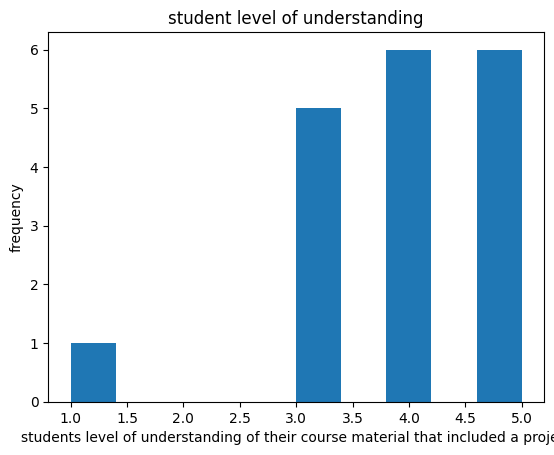 student level of understanding
frequency
6
5
4
3
2
1
0
1.0 1.5 2.0 2.5 3.0 3.5 4.0 4.5 5.0
students level of understanding of their course material that included a proje